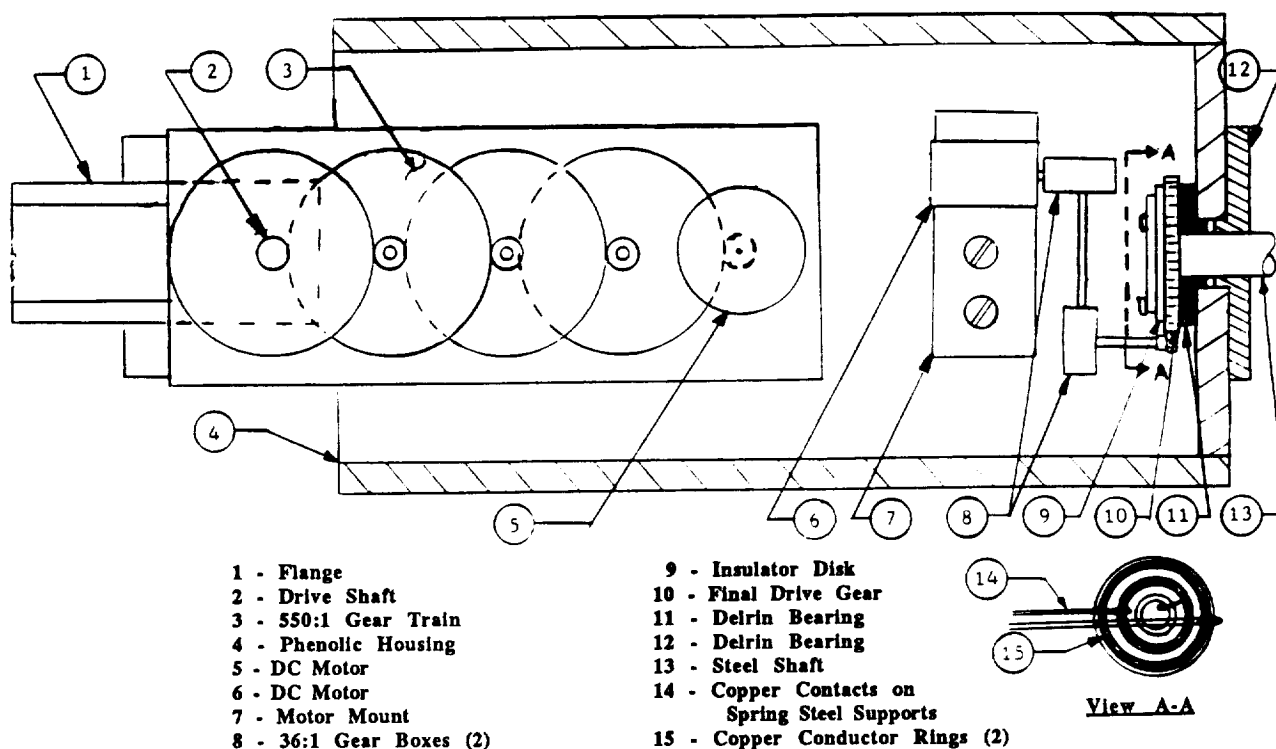 1
2
3
12
A
A
4
5
6
7
8
9
10
11
13
1 - Flange
2 - Drive Shaft
3 - 550:1 Gear Train
4 - Phenolic Housing
5 - DC Motor
6 - DC Motor
7 - Motor Mount
8 - 36:1 Gear Boxes (2)
9 - Insulator Disk
10 - Final Drive Gear
11 - Delrin Bearing
12 - Delrin Bearing
13 - Steel Shaft
14 - Copper Contacts on
Spring Steel Supports
15 - Copper Conductor Rings (2)
14
15
View A-A